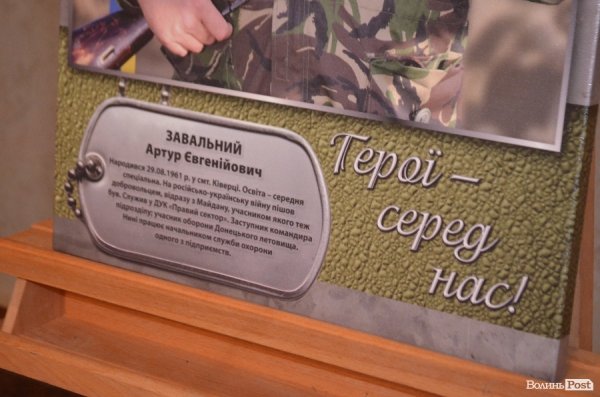 ЗАВАЛЬНИЙ
Артур Євгенійович
Народився 29.08.1961 р. у смт. Ківерці. Освіта – середня
спеціальна. На російсько-українську війну пішов
добровольцем, відразу з Майдану, учасником якого теж
був. Служив у ДУК «Правий сектор». Заступник командира
підрозділу; учасник оборони Донецького летовища.
Нині працює начальником служби охорони
одного з підприємств.
Герої –
серед
нас!
ВолиньPost